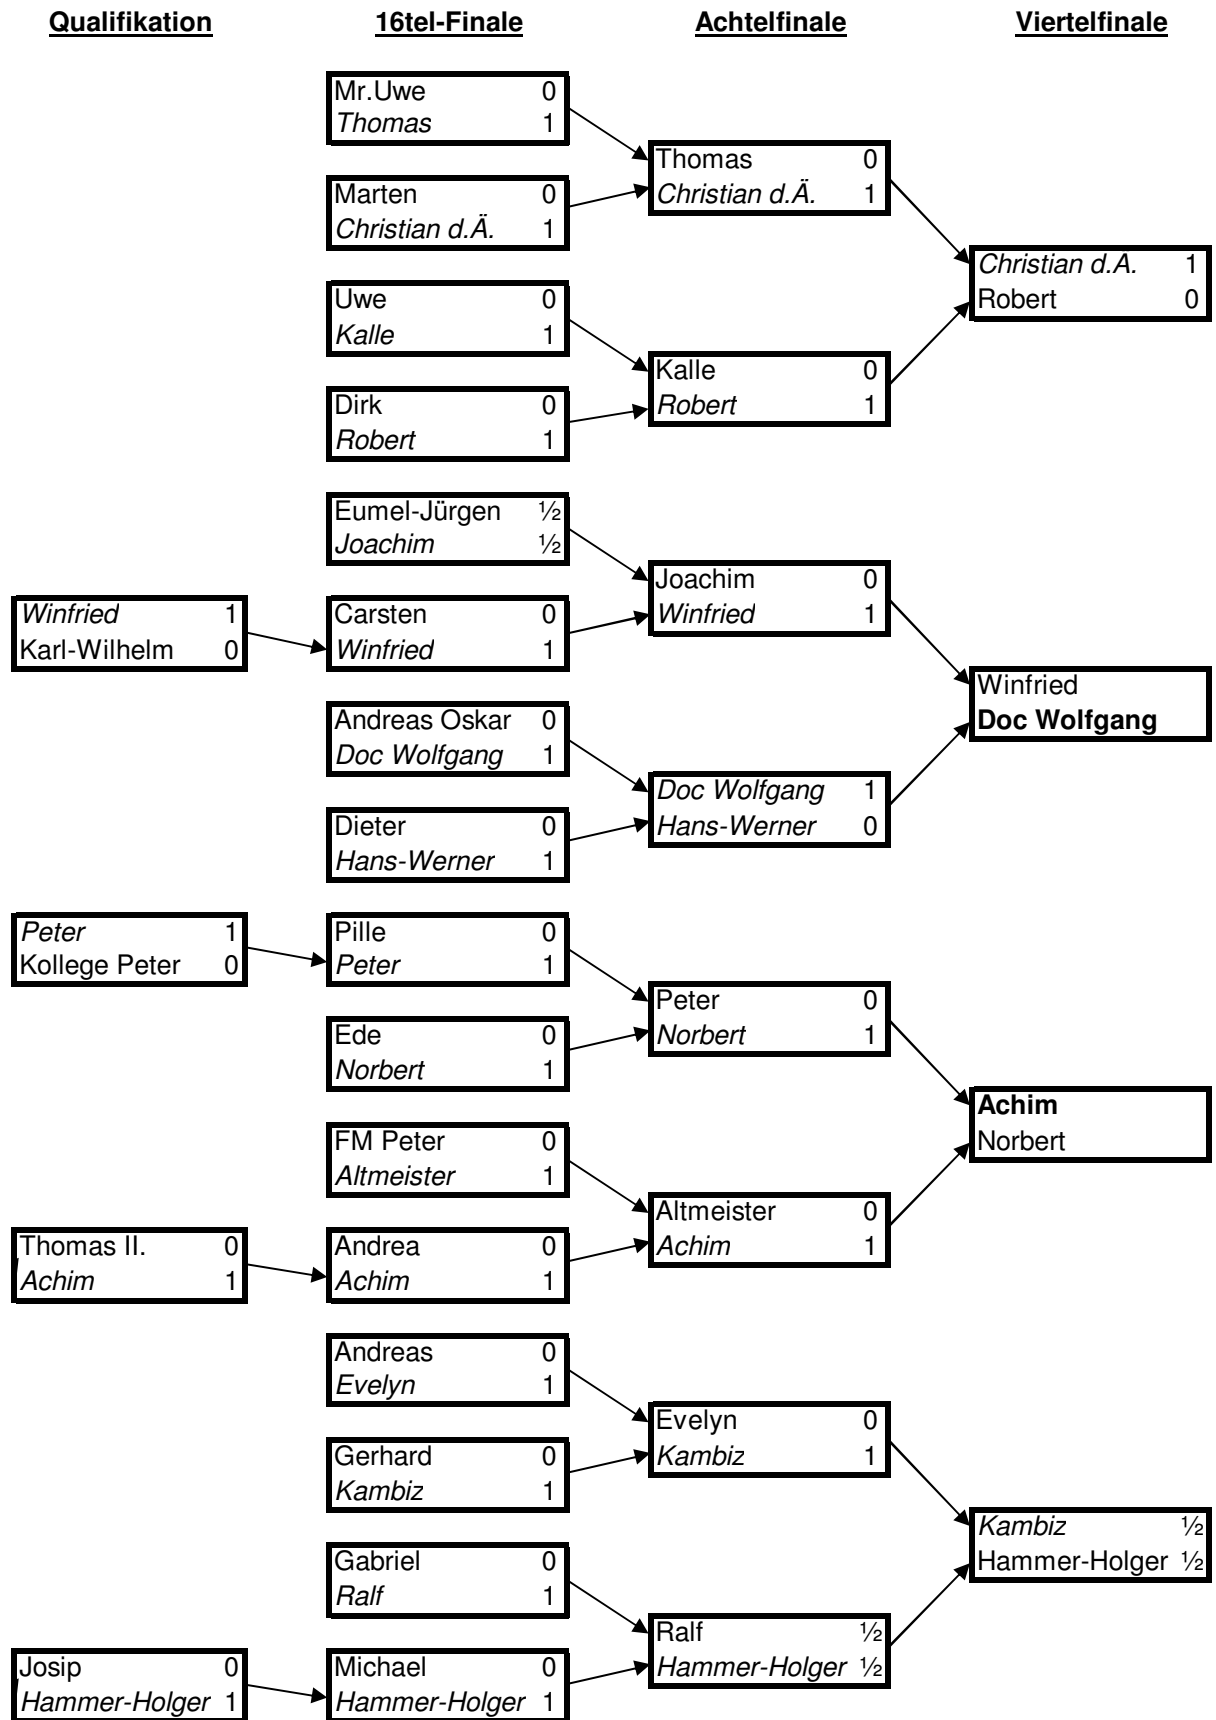 Qualifikation 16tel-Finale Achtelfinale Viertelfinale
Mr.Uwe 0
Thomas 1
Thomas 0
Christian d.Ä. 1
Marten 0
Christian d.Ä. 1
Christian d.A. 1
Robert 0
Uwe 0
Kalle 1
Kalle 0
Robert 1
Dirk 0
Robert 1
Eumel-Jürgen ½
Joachim ½
Joachim 0
Winfried 1
Winfried 1
Karl-Wilhelm 0
Carsten 0
Winfried 1
Winfried
Doc Wolfgang
Andreas Oskar 0
Doc Wolfgang 1
Doc Wolfgang 1
Hans-Werner 0
Dieter 0
Hans-Werner 1
Peter 1
Kollege Peter 0
Pille 0
Peter 1
Peter 0
Norbert 1
Ede 0
Norbert 1
Achim
Norbert
FM Peter 0
Altmeister 1
Altmeister 0
Achim 1
Thomas II. 0
Achim 1
Andrea 0
Achim 1
Andreas 0
Evelyn 1
Evelyn 0
Kambiz 1
Gerhard 0
Kambiz 1
Kambiz ½
Hammer-Holger ½
Gabriel 0
Ralf 1
Ralf ½
Hammer-Holger ½
Josip 0
Hammer-Holger 1
Michael 0
Hammer-Holger 1